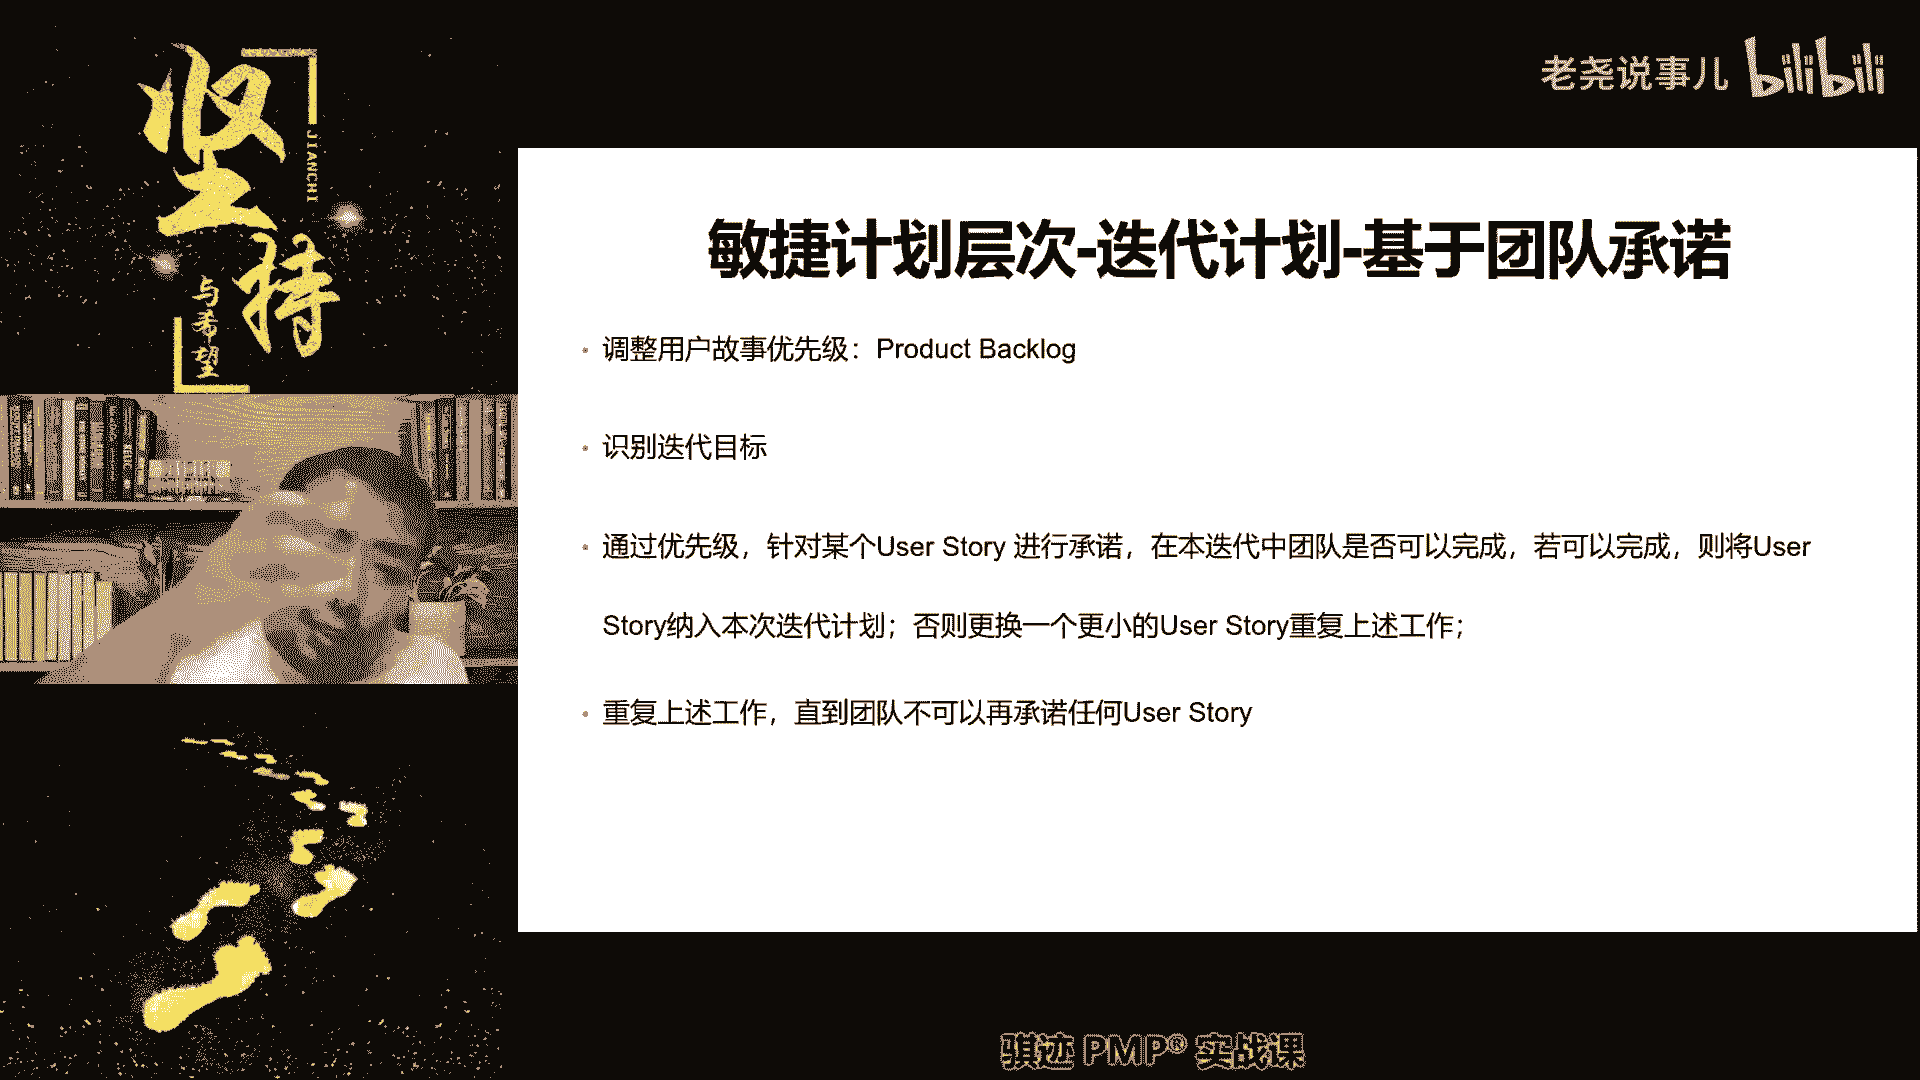 坚持
JIANCHI
与希望
老尧说事儿 bilibili
敏捷计划层次-迭代计划-基于团队承诺
调整用户故事优先级：Product Backlog
识别迭代目标
通过优先级，针对某个User Story 进行承诺，在本迭代中团队是否可以完成，若可以完成，则将User
Story纳入本次迭代计划；否则更换一个更小的User Story重复上述工作；
重复上述工作，直到团队不可以再承诺任何User Story
骐迹 PMP® 实战课